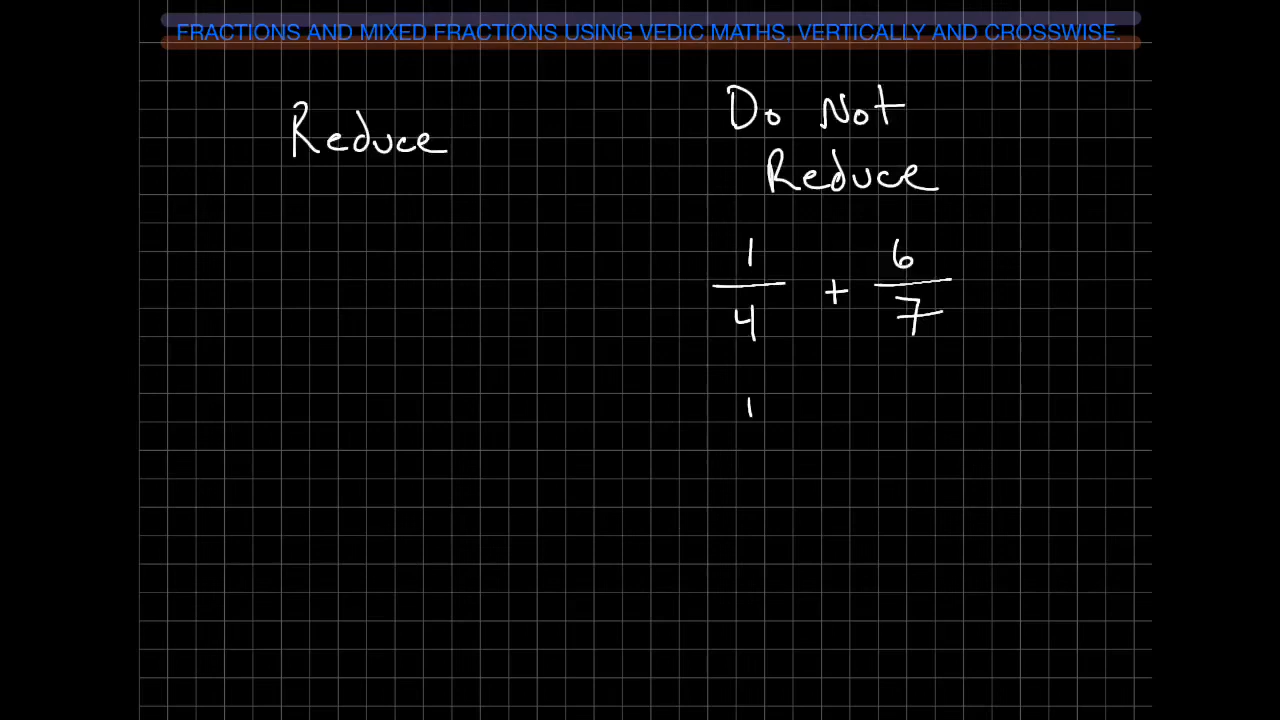 FRACTIONS AND MIXED FRACTIONS USING VEDIC MATHS, VERTICALLY AND CROSSWISE.
Reduce
Do Not
Reduce
1/4 + 6/7
1